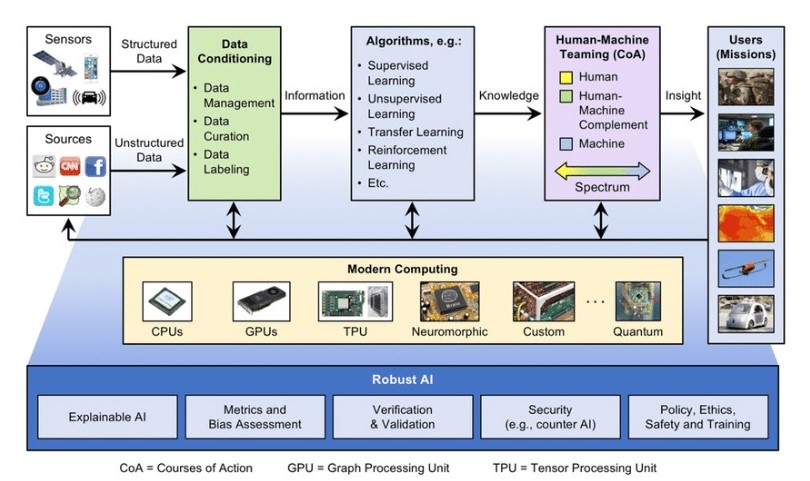 Sensors
Structured
Data
Sources
CNN
f
Unstructured
Data
Data
Conditioning
• Data
Management
• Data
Curation
• Data
Labeling
Information
Algorithms, e.g.:
• Supervised
Learning
• Unsupervised
Learning
• Transfer Learning
• Reinforcement
Learning
• Etc.
Knowledge
Human-Machine
Teaming (CoA)
Human
Human-
Machine
Complement
Machine
Spectrum
Insight
Users
(Missions)
Modern Computing
CPUs
GPUs
TPU
Neuromorphic
Custom
...
Quantum
Robust AI
Explainable AI
Metrics and
Bias Assessment
Verification
& Validation
Security
(e.g., counter AI)
Policy, Ethics,
Safety and Training
CoA = Courses of Action
GPU = Graph Processing Unit
TPU = Tensor Processing Unit